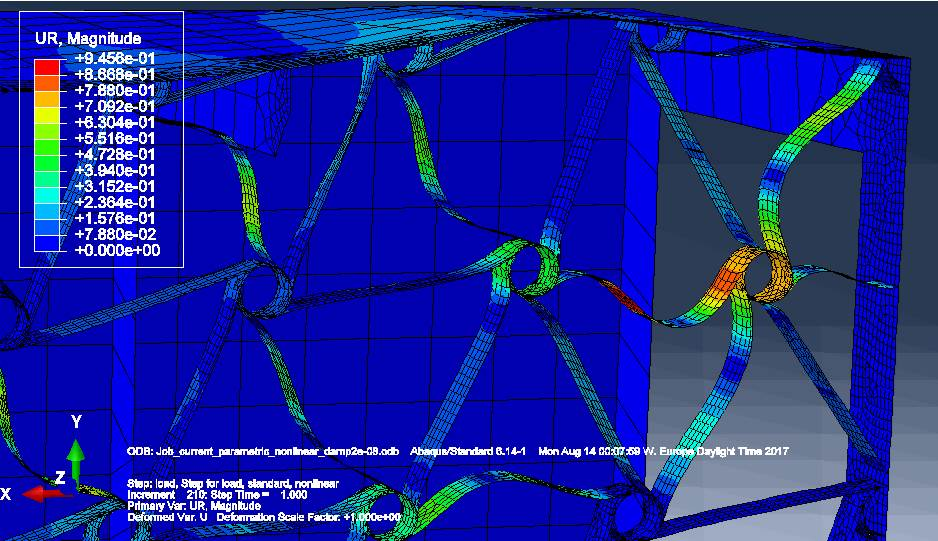 UR, Magnitude
+9.456e-01
+8.668e-01
+7.880e-01
+7.092e-01
+6.304e-01
+5.516e-01
+4.728e-01
+3.940e-01
+3.152e-01
+2.364e-01
+1.576e-01
+7.880e-02
+0.000e+00
Y
Z
X
ODB: Job_current_parametric_nonlinear_damp2e-08.odb Abaqus/Standard 6.14-1 Mon Aug 14 00:07:59 W. Europe Daylight Time 2017
Step: load, Step for load, standard, nonlinear
Increment 210: Step Time = 1.000
Primary Var: UR, Magnitude
Deformed Var: U Deformation Scale Factor: +1.000e+00